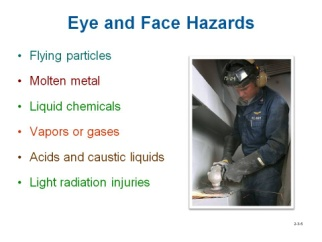 Eye and Face Hazards
• Flying particles
• Molten metal
• Liquid chemicals
• Vapors or gases
• Acids and caustic liquids
• Light radiation injuries